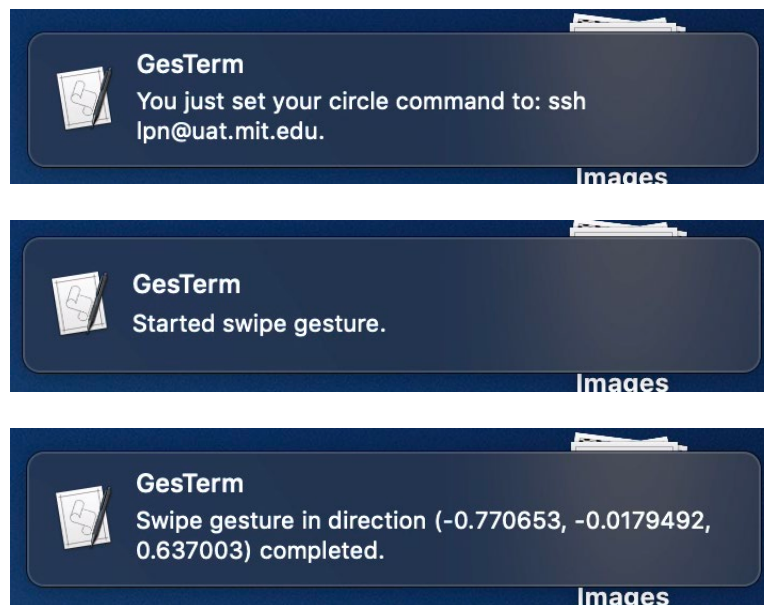 GesTerm
You just set your circle command to: ssh
lpn@uat.mit.edu.
Images
GesTerm
Started swipe gesture.
Images
GesTerm
Swipe gesture in direction (-0.770653, -0.0179492,
0.637003) completed.
Images